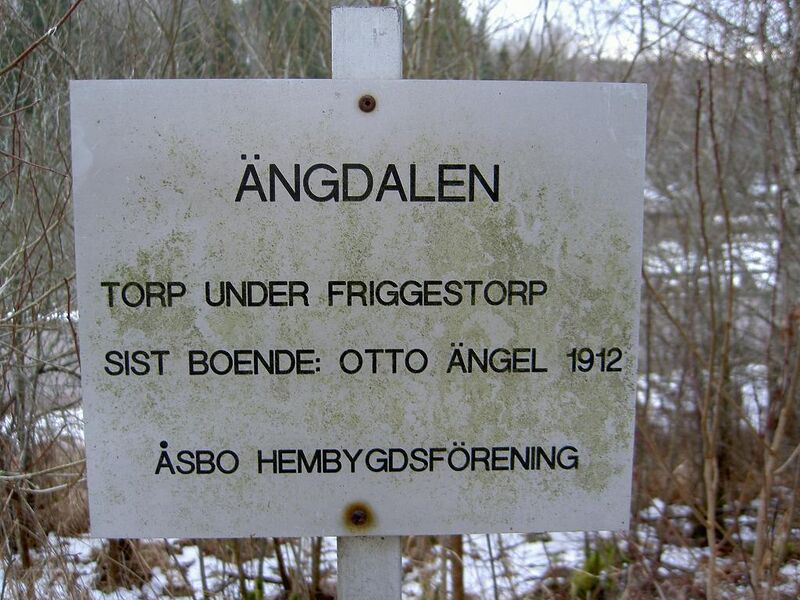 ÄNGDALEN
TORP UNDER FRIGGESTORP
SIST BOENDE: OTTO ÄNGEL 1912
ÅSBO HEMBYGDSFÖRENING